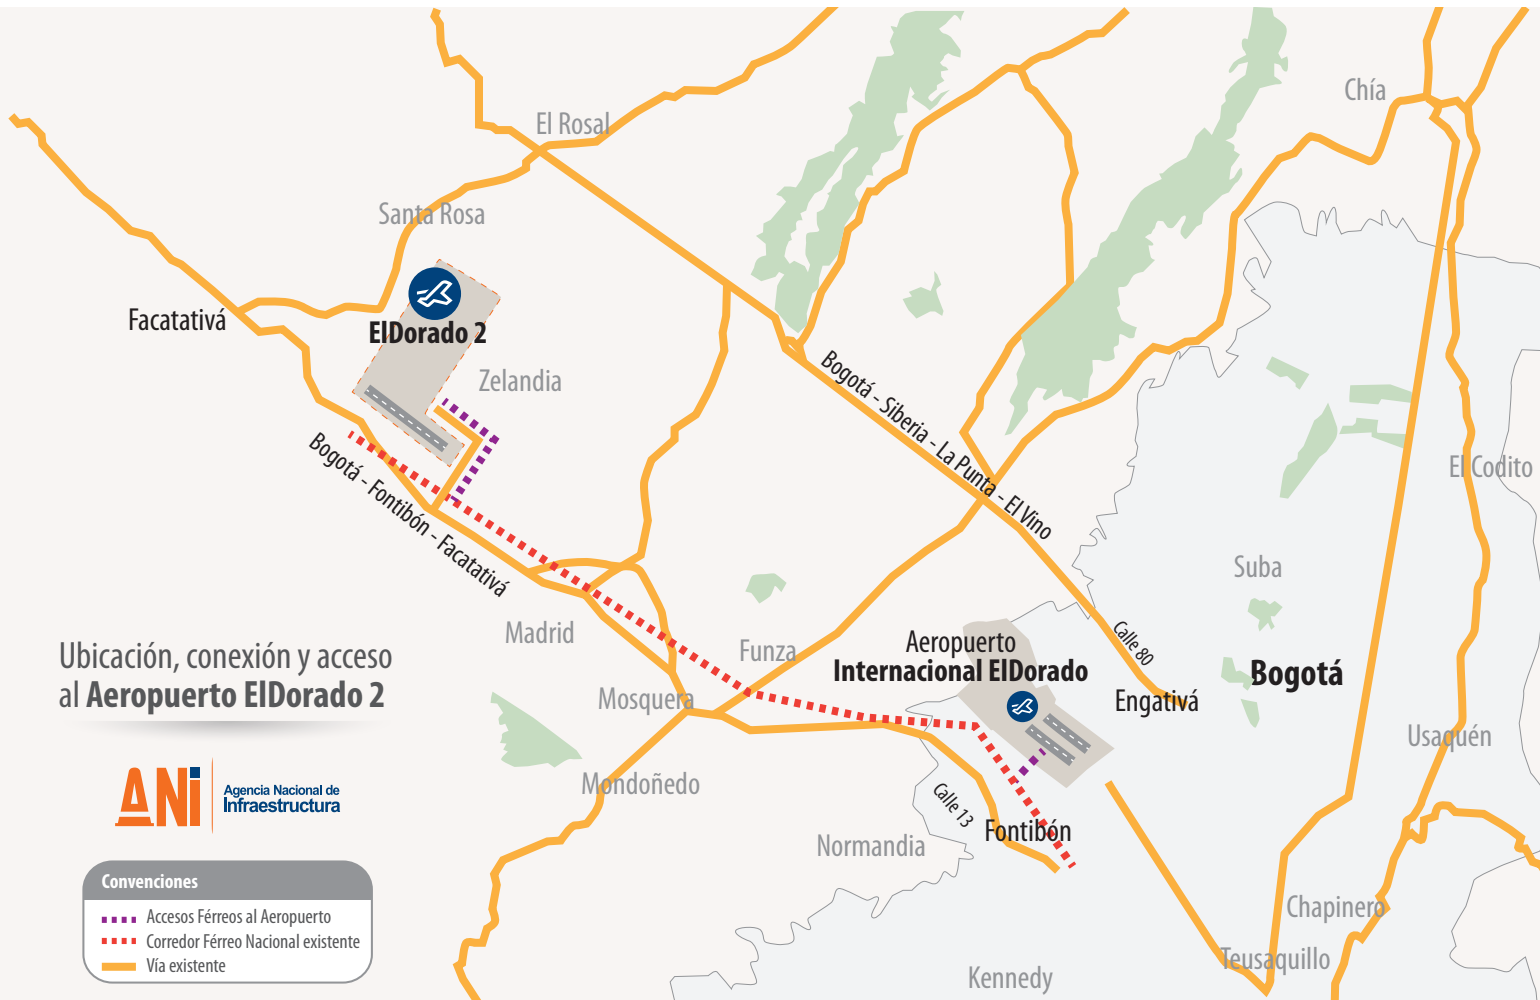 Chía
El Rosal
Santa Rosa
Facatativá
ElDorado 2
Zelandia
Bogotá - Siberia - La Punta - El Vino
Bogotá - Fontibón - Facatativá
El Codito
Suba
Madrid
Calle 80
Aeropuerto
Internacional ElDorado
Funza
Ubicación, conexión y acceso
al Aeropuerto ElDorado 2
Bogotá
Mosquera
Engativá
Usaquén
Mondoñedo
ANi
Agencia Nacional de
Infraestructura
Calle 13
Fontibón
Normandia
Convenciones
Accesos Férreos al Aeropuerto
Corredor Férreo Nacional existente
Vía existente
Chapinero
Teusaquillo
Kennedy